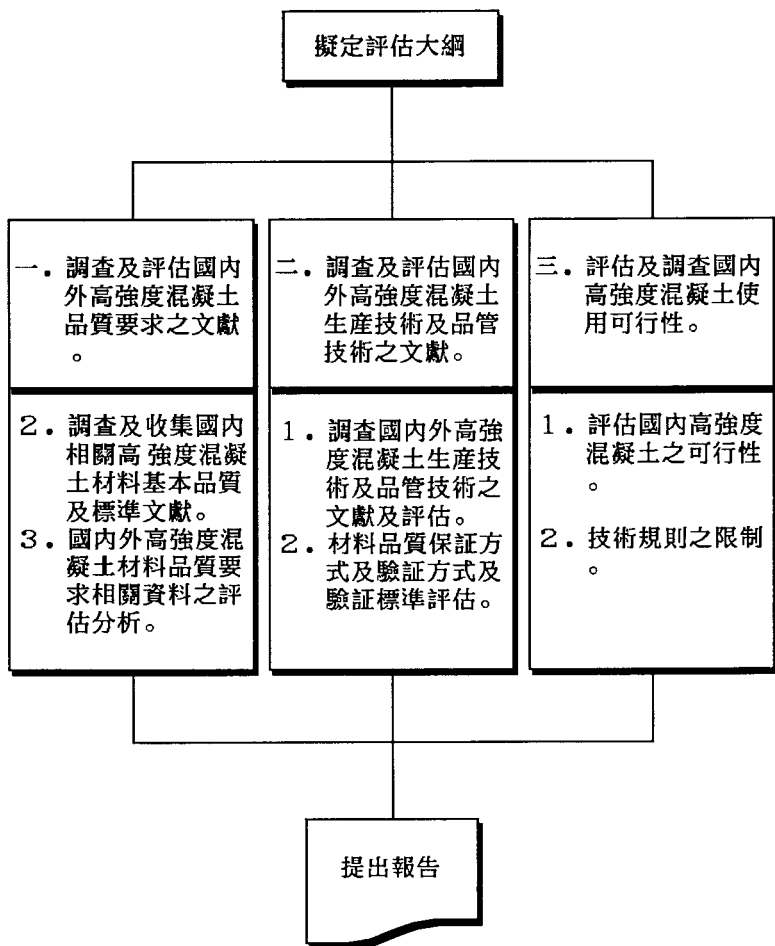 擬定評估大綱
一．調查及評估國內
外高強度混凝土
品質要求之文獻
。
2．調查及收集國內
相關高強度混凝
土材料基本品質
及標準文獻。
3．國內外高強度混
凝土材料品質要
求相關資料之評
估分析。
二．調查及評估國內
外高強度混凝土
生產技術及品管
技術之文獻。
1．調查國內外高強
度混凝土生產技
術及品管技術之
文獻及評估。
2．材料品質保証方
式及驗証方式及
驗証標準評估。
三．評估及調查國內
高強度混凝土使
用可行性。
1．評估國內高強度
混凝土之可行性
。
2．技術規則之限制
。
提出報告